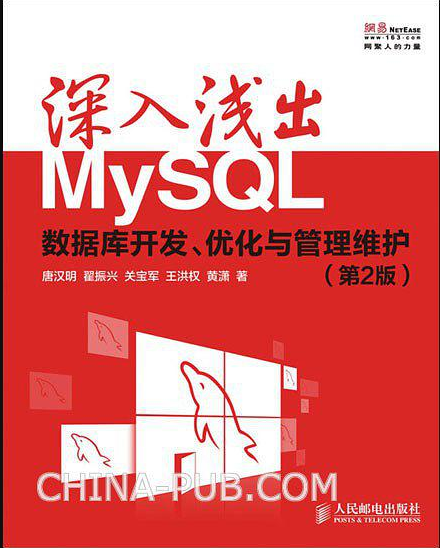 網易 NETEASE
www.163.com
网聚人的力量
深入浅出
MySQL
数据库开发、优化与管理维护
(第2版)
唐汉明 翟振兴 关宝军 王洪权 黄潇 著
CHINA-PUB.COM
人民邮电出版社
POSTS & TELECOM PRESS